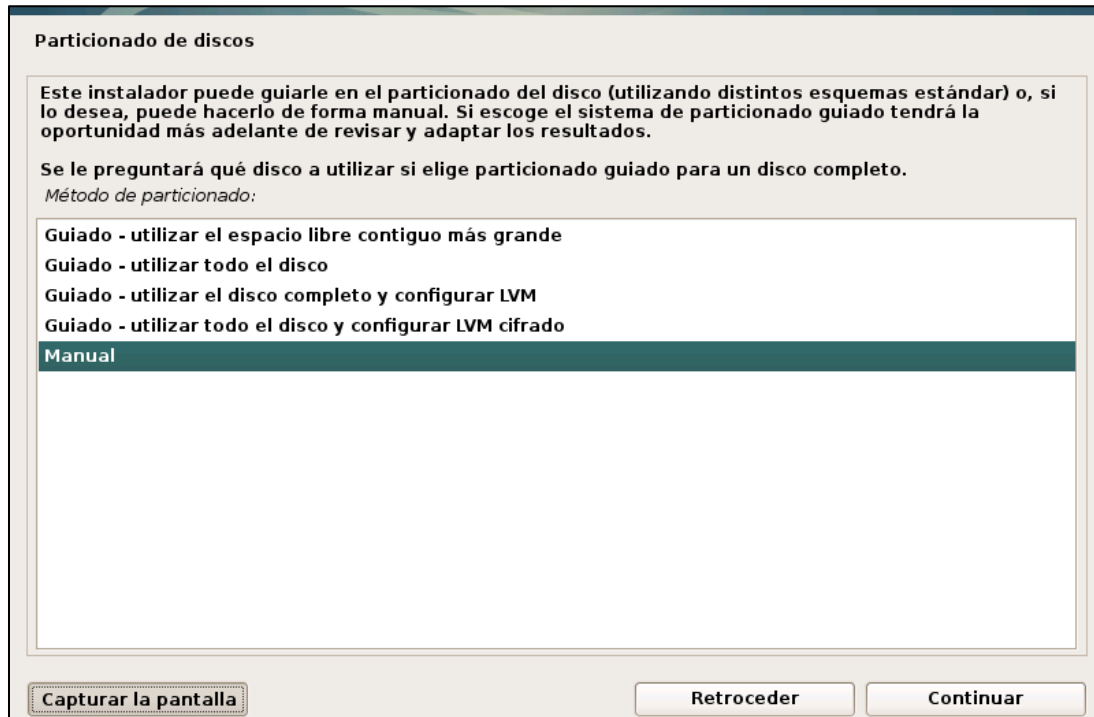 Particionado de discos
Este instalador puede guiarle en el particionado del disco (utilizando distintos esquemas estándar) o, si
lo desea, puede hacerlo de forma manual. Si escoge el sistema de particionado guiado tendrá la
oportunidad más adelante de revisar y adaptar los resultados.
Se le preguntará qué disco a utilizar si elige particionado guiado para un disco completo.
Método de particionado:
Guiado - utilizar el espacio libre contiguo más grande
Guiado - utilizar todo el disco
Guiado - utilizar el disco completo y configurar LVM
Guiado - utilizar todo el disco y configurar LVM cifrado
Manual
Capturar la pantalla
Retroceder
Continuar